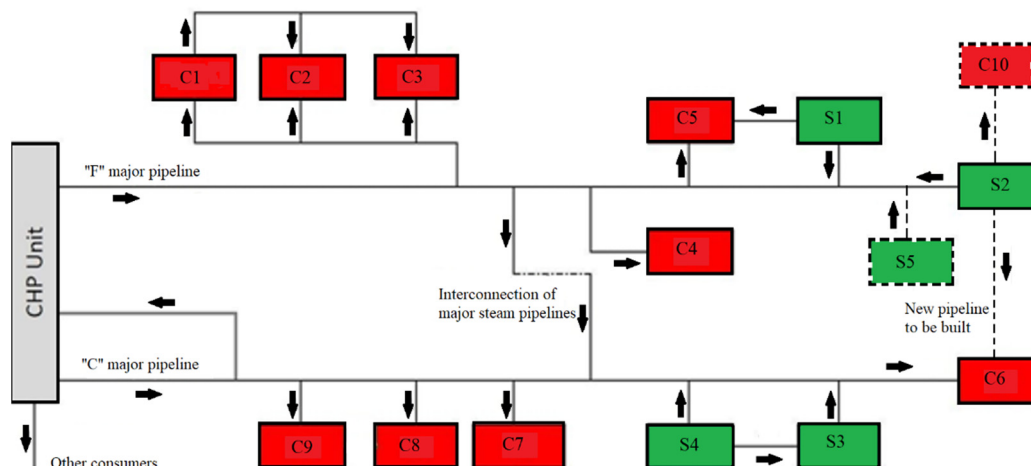 C10
C1
C2
C3
C5
S1
"F" major pipeline
S2
CHP Unit
C4
S5
Interconnection of
major steam pipelines
New pipeline
to be built
"C" major pipeline
C6
C9
C8
C7
S4
S3
Other consumers